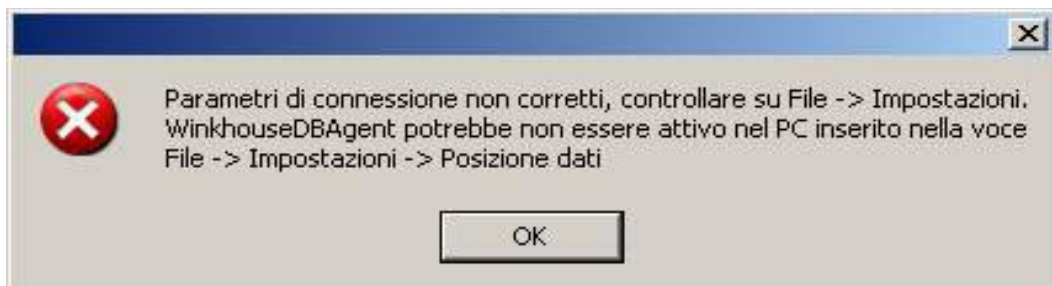 Parametri di connessione non corretti, controllare su File -> Impostazioni.
WinkhouseDBAgent potrebbe non essere attivo nel PC inserito nella voce
File -> Impostazioni -> Posizione dati
OK